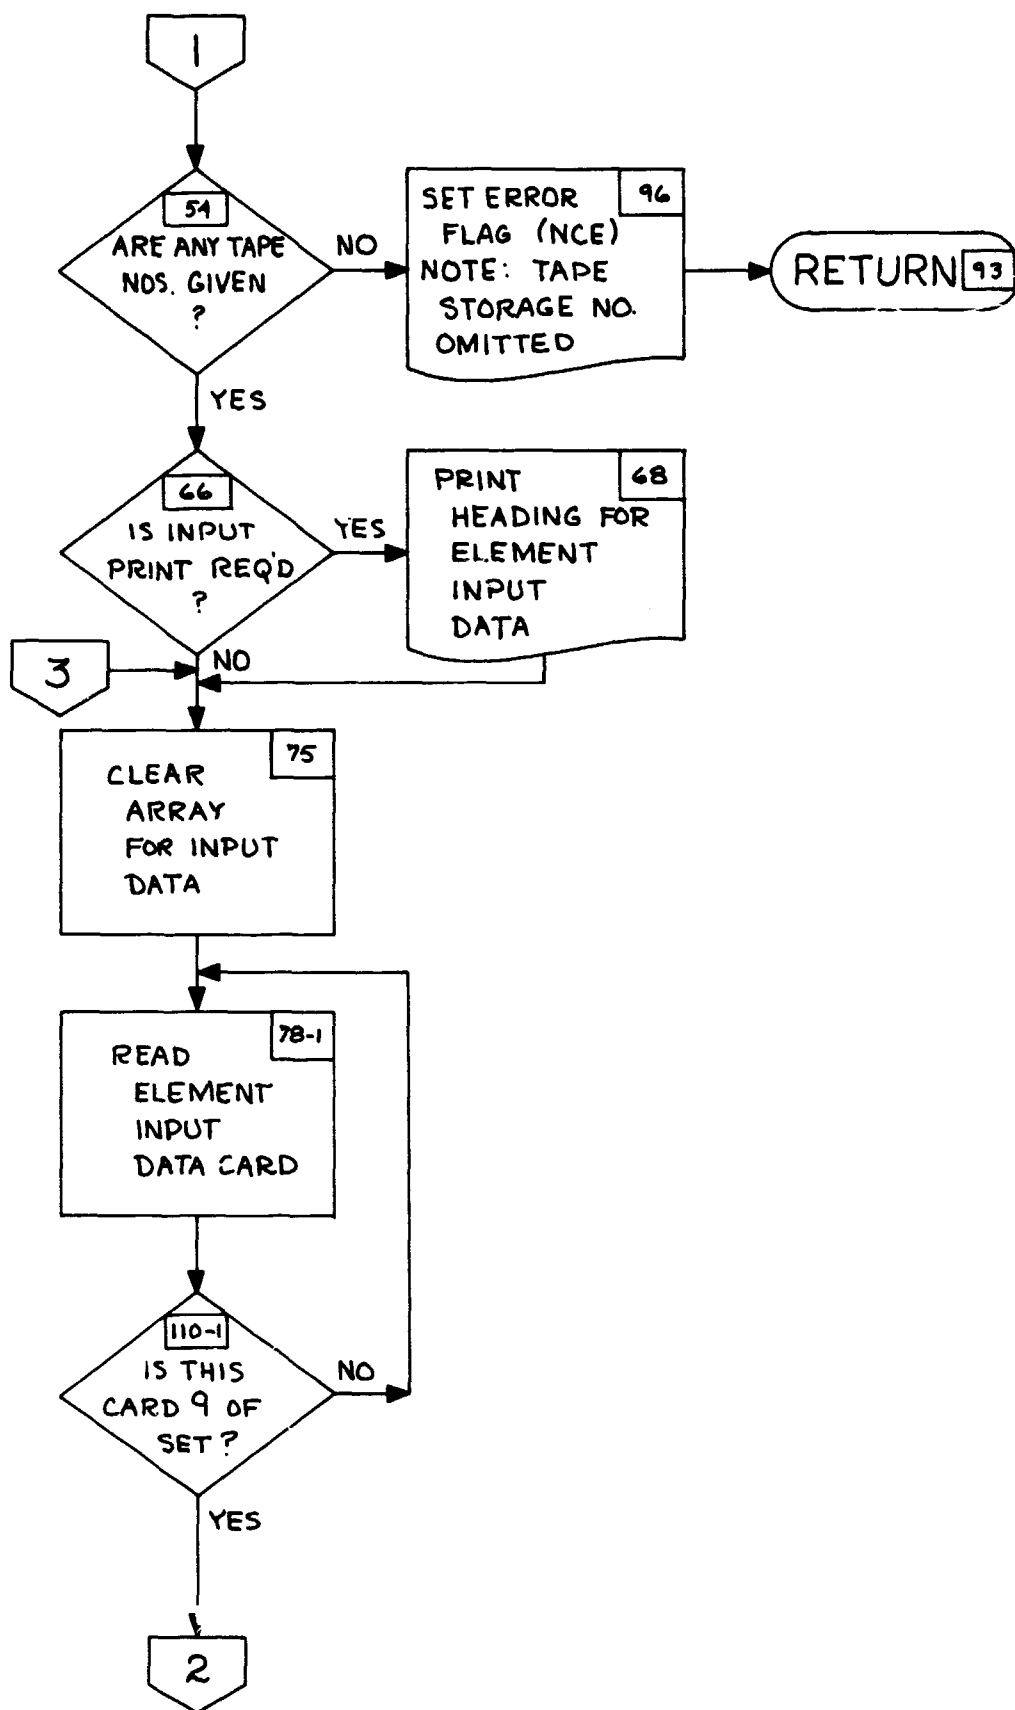 1
54
ARE ANY TAPE
NOS. GIVEN
?
NO
96
SET ERROR
FLAG (NCE)
NOTE: TAPE
STORAGE NO.
OMITTED
RETURN 93
YES
66
IS INPUT
PRINT REQ'D
?
YES
68
PRINT
HEADING FOR
ELEMENT
INPUT
DATA
NO
3
75
CLEAR
ARRAY
FOR INPUT
DATA
78-1
READ
ELEMENT
INPUT
DATA CARD
110-1
IS THIS
CARD 9 OF
SET ?
NO
YES
2